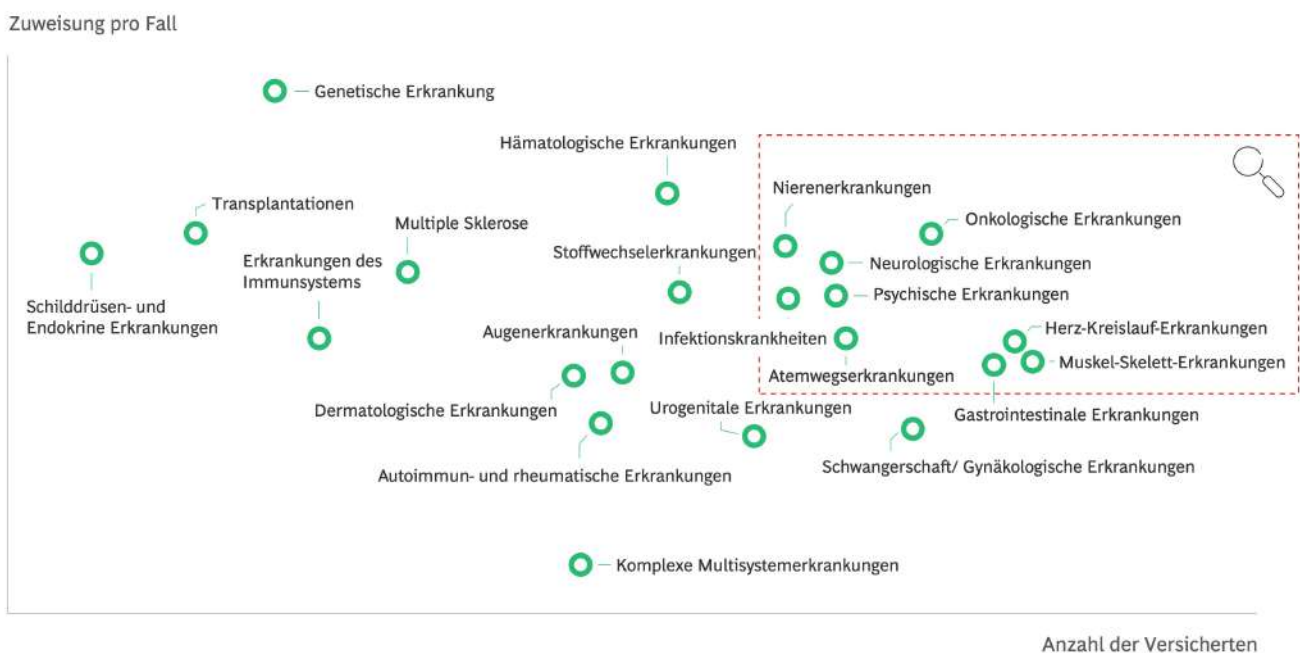 Zuweisung pro Fall
Genetische Erkrankung
Hämatologische Erkrankungen
Nierenerkrankungen
Transplantationen
Onkologische Erkrankungen
Multiple Sklerose
Stoffwechselerkrankungen
Erkrankungen des
Immunsystems
Neurologische Erkrankungen
Psychische Erkrankungen
Schilddrüsen- und
Endokrine Erkrankungen
Augenerkrankungen
Infektionskrankheiten
Herz-Kreislauf-Erkrankungen
Muskel-Skelett-Erkrankungen
Atemwegserkrankungen
Dermatologische Erkrankungen
Urogenitale Erkrankungen
Gastrointestinale Erkrankungen
Autoimmun- und rheumatische Erkrankungen
Schwangerschaft/ Gynäkologische Erkrankungen
Komplexe Multisystemerkrankungen
Anzahl der Versicherten